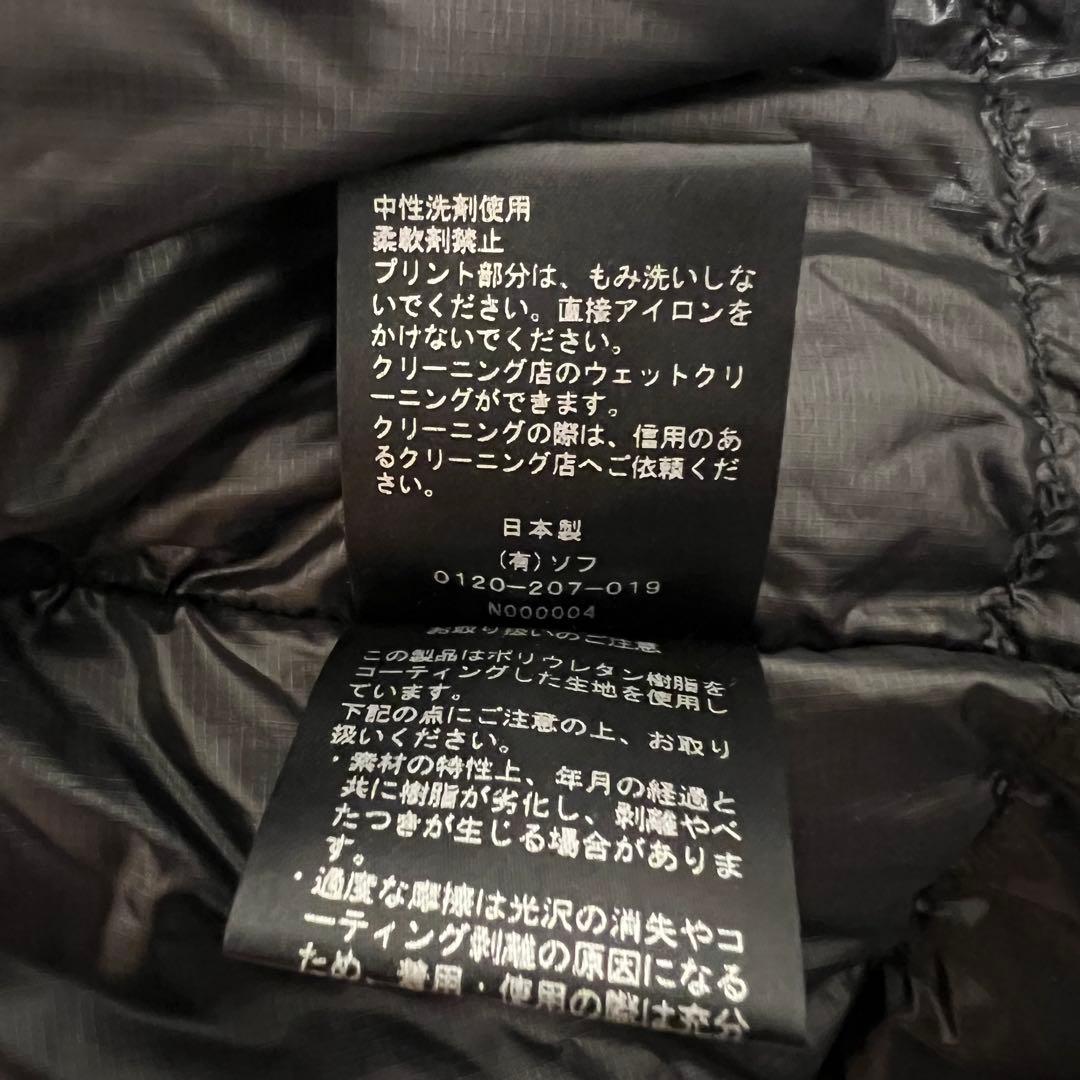 中性洗剤使用
柔軟剤禁止
プリント部分は、もみ洗いしな
いでください。直接アイロンを
かけないでください。
クリーニング店のウェットクリ
ーニングができます。
クリーニングの際は、信用のあ
るクリーニング店へご依頼くだ
さい。
日本製
(有)ソフ
0120-207-019
N000004
お取り扱いのご注意
この製品はポリウレタン樹脂を
コーティングした生地を使用し
ています。
下記の点にご注意の上、お取り
扱いください。
・素材の特性上、年月の経過と
共に樹脂が劣化し、剥離やべ
たつきが生じる場合がありま
す。
・過度な摩擦は光沢の消失やコ
ーティング剥離の原因になる
ため、着用・使用の際は充分